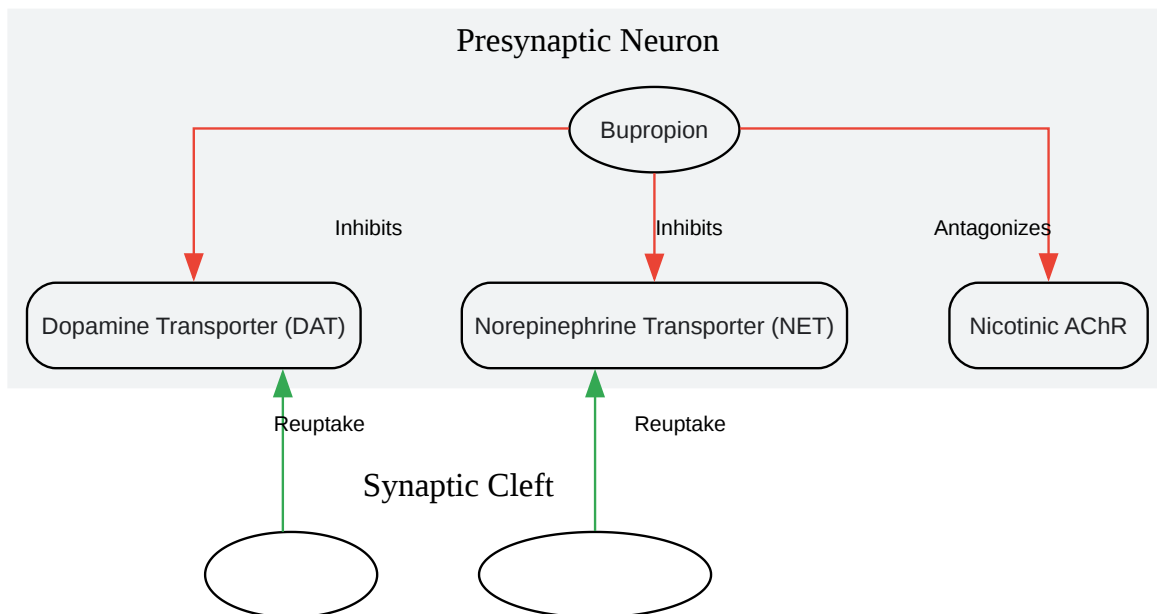 Presynaptic Neuron
Bupropion
Inhibits
Inhibits
Antagonizes
Dopamine Transporter (DAT)
Norepinephrine Transporter (NET)
Nicotinic AChR
Reuptake
Reuptake
Synaptic Cleft